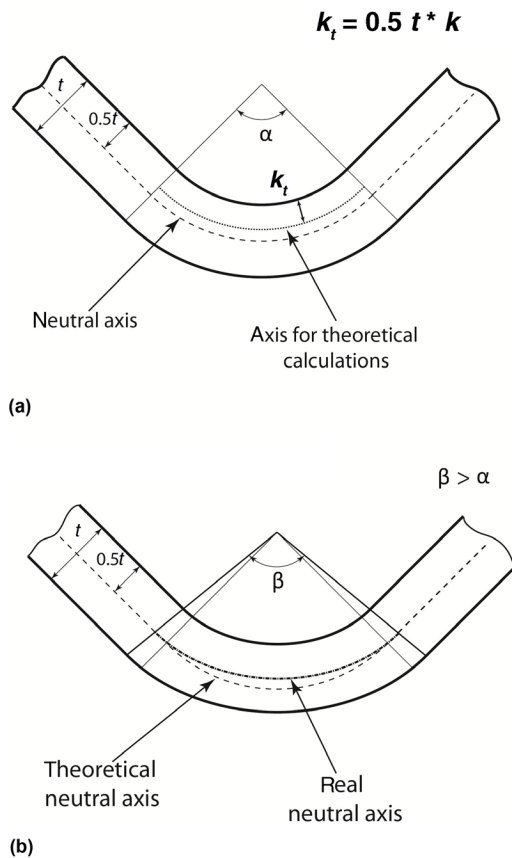 kₜ = 0.5 t * k
t
0.5t
α
kₜ
Neutral axis
Axis for theoretical
calculations
(a)
β > α
t
0.5t
β
Theoretical
neutral axis
Real
neutral axis
(b)